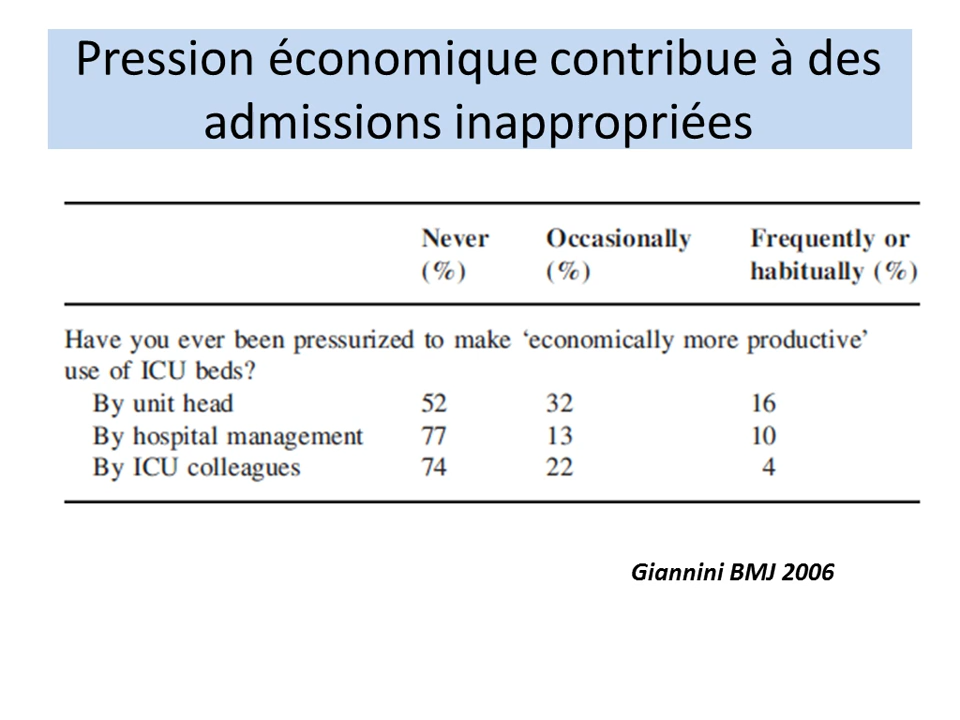 Pression économique contribue à des
admissions inappropriées
Never Occasionally Frequently or
(%) (%) habitually (%)
Have you ever been pressurized to make ‘economically more productive’
use of ICU beds?
By unit head 52 32 16
By hospital management 77 13 10
By ICU colleagues 74 22 4
Giannini BMJ 2006